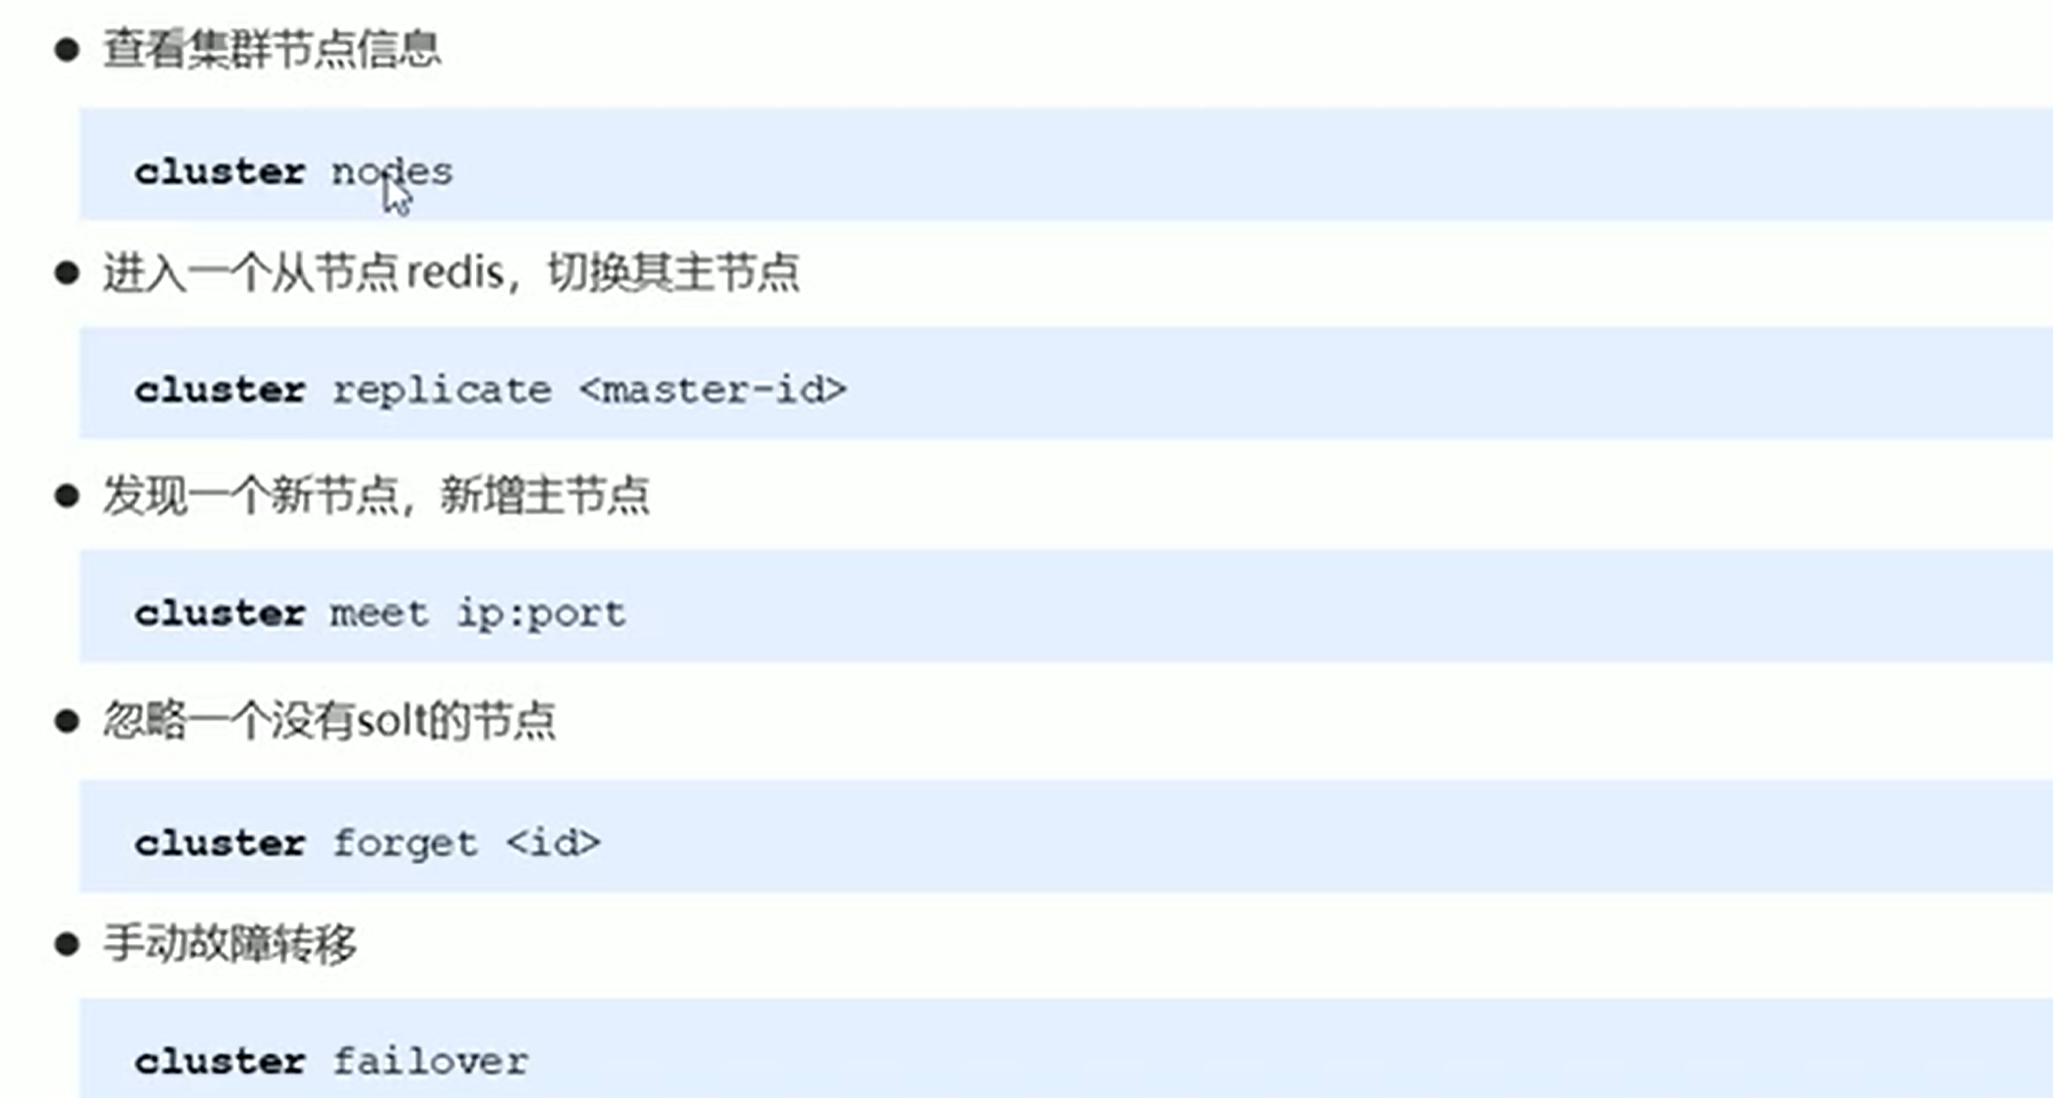 查看集群节点信息
cluster nodes
进入一个从节点redis，切换其主节点
cluster replicate <master-id>
发现一个新节点，新增主节点
cluster meet ip:port
忽略一个没有solt的节点
cluster forget <id>
手动故障转移
cluster failover